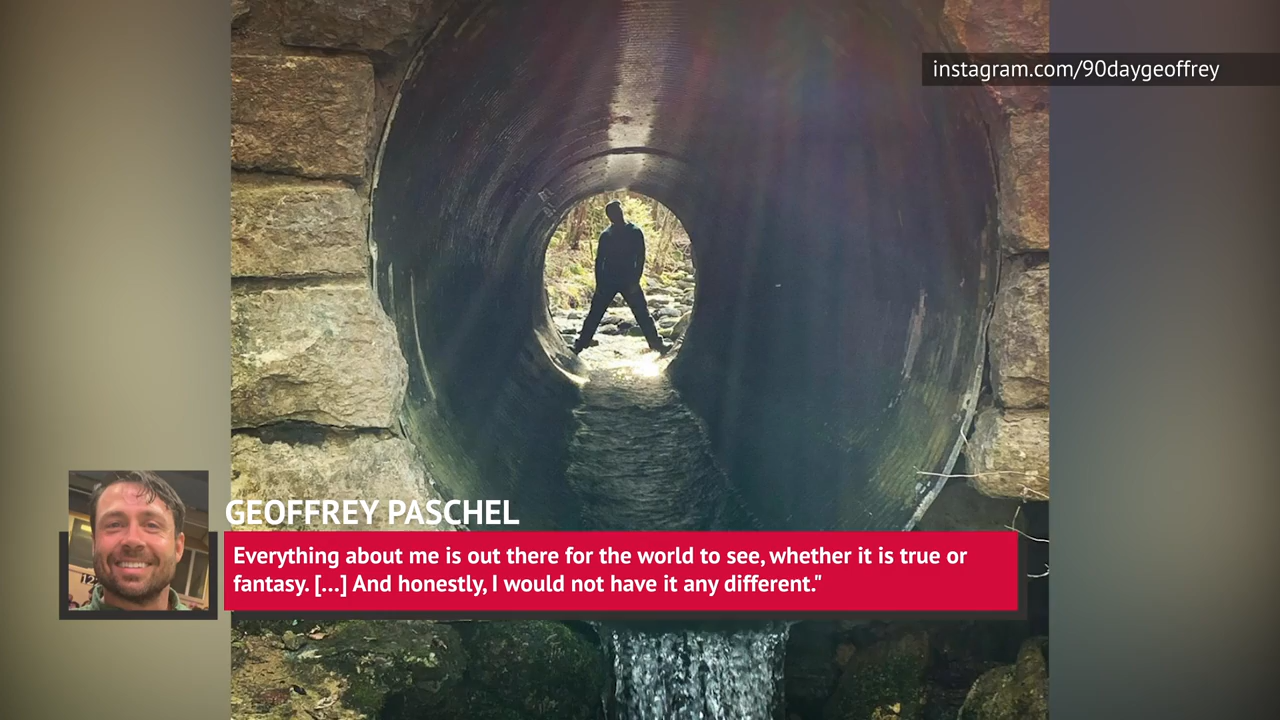 instagram.com/90daygeoffrey
GEOFFREY PASCHEL
Everything about me is out there for the world to see, whether it is true or
fantasy. [...] And honestly, I would not have it any different."